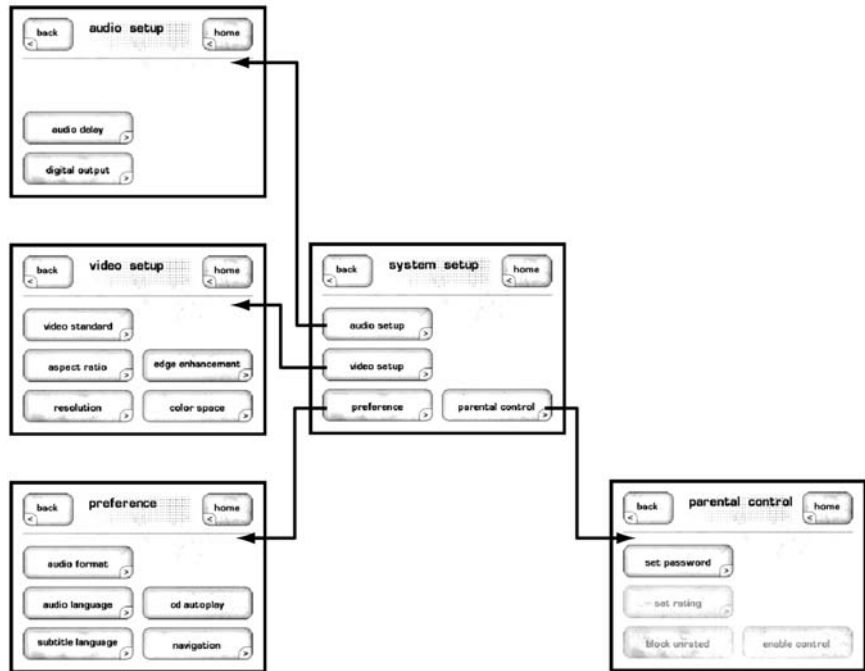 audio setup
back
home
audio delay
digital output
video setup
back
home
video standard
aspect ratio
edge enhancement
resolution
color space
system setup
back
home
audio setup
video setup
preference
parental control
preference
back
home
audio format
audio language
cd autoplay
subtitle language
navigation
parental control
back
home
set password
set rating
block unrated
enable control